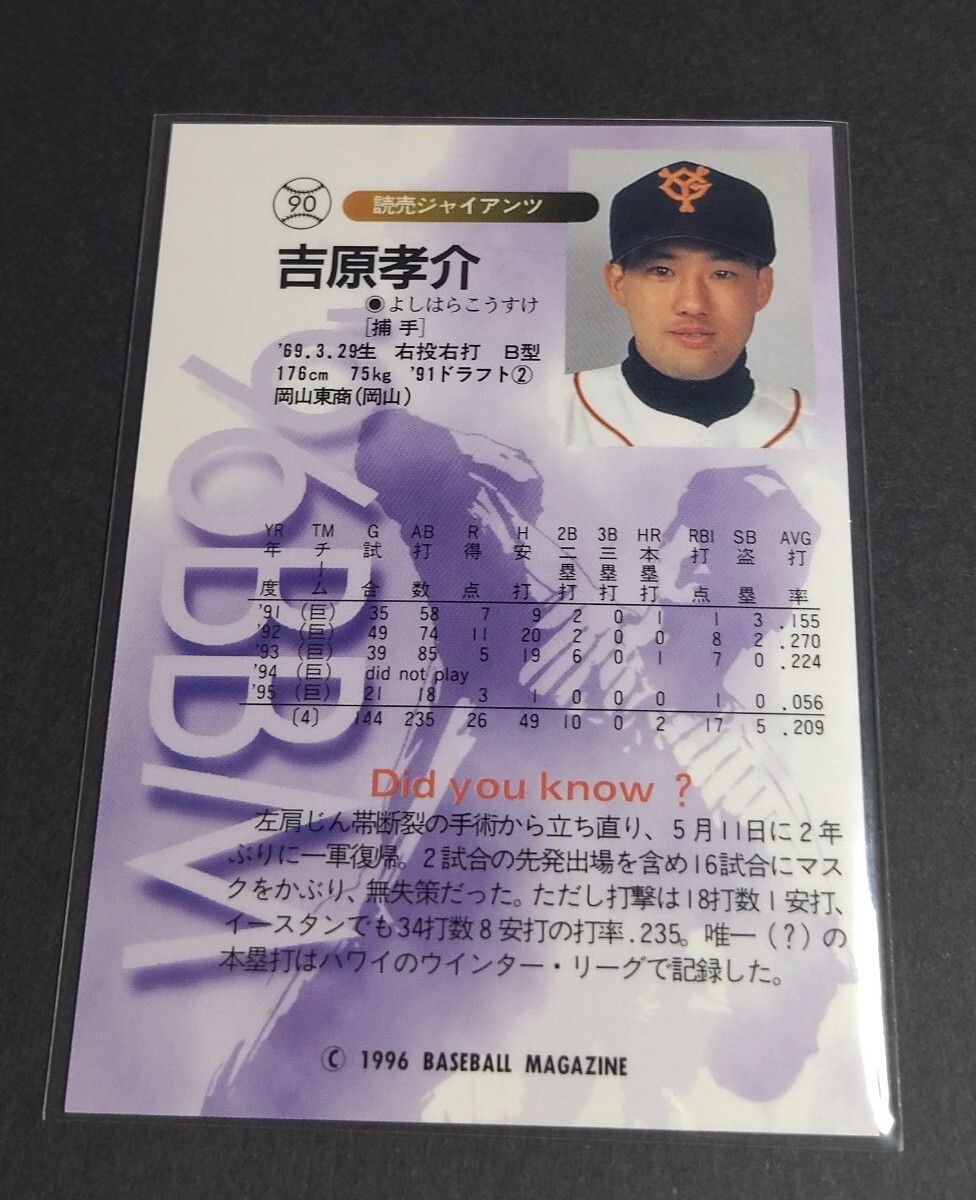 90
読売ジャイアンツ
YG
吉原孝介
◉よしはらこうすけ
[捕手]
'69.3.29生 右投右打 B型
176cm 75kg '91ドラフト②
岡山東商(岡山)
'96 BBM
YR TM G AB R H 2B 3B HR RBI SB AVG
年度 チーム 試合 打数 得点 安打 二塁打 三塁打 本塁打 打点 盗塁 打率
'91 (巨) 35 58 7 9 2 0 1 1 3 .155
'92 (巨) 49 74 11 20 2 0 0 8 2 .270
'93 (巨) 39 85 5 19 6 0 1 7 0 .224
'94 (巨) did not play
'95 (巨) 21 18 3 1 0 0 0 1 0 .056
〔4〕 144 235 26 49 10 0 2 17 5 .209
Did you know ?
左肩じん帯断裂の手術から立ち直り、5月11日に2年
ぶりに一軍復帰。2試合の先発出場を含め16試合にマス
クをかぶり、無失策だった。ただし打撃は18打数1安打、
イースタンでも34打数8安打の打率.235。唯一(?)の
本塁打はハワイのウインター・リーグで記録した。
© 1996 BASEBALL MAGAZINE